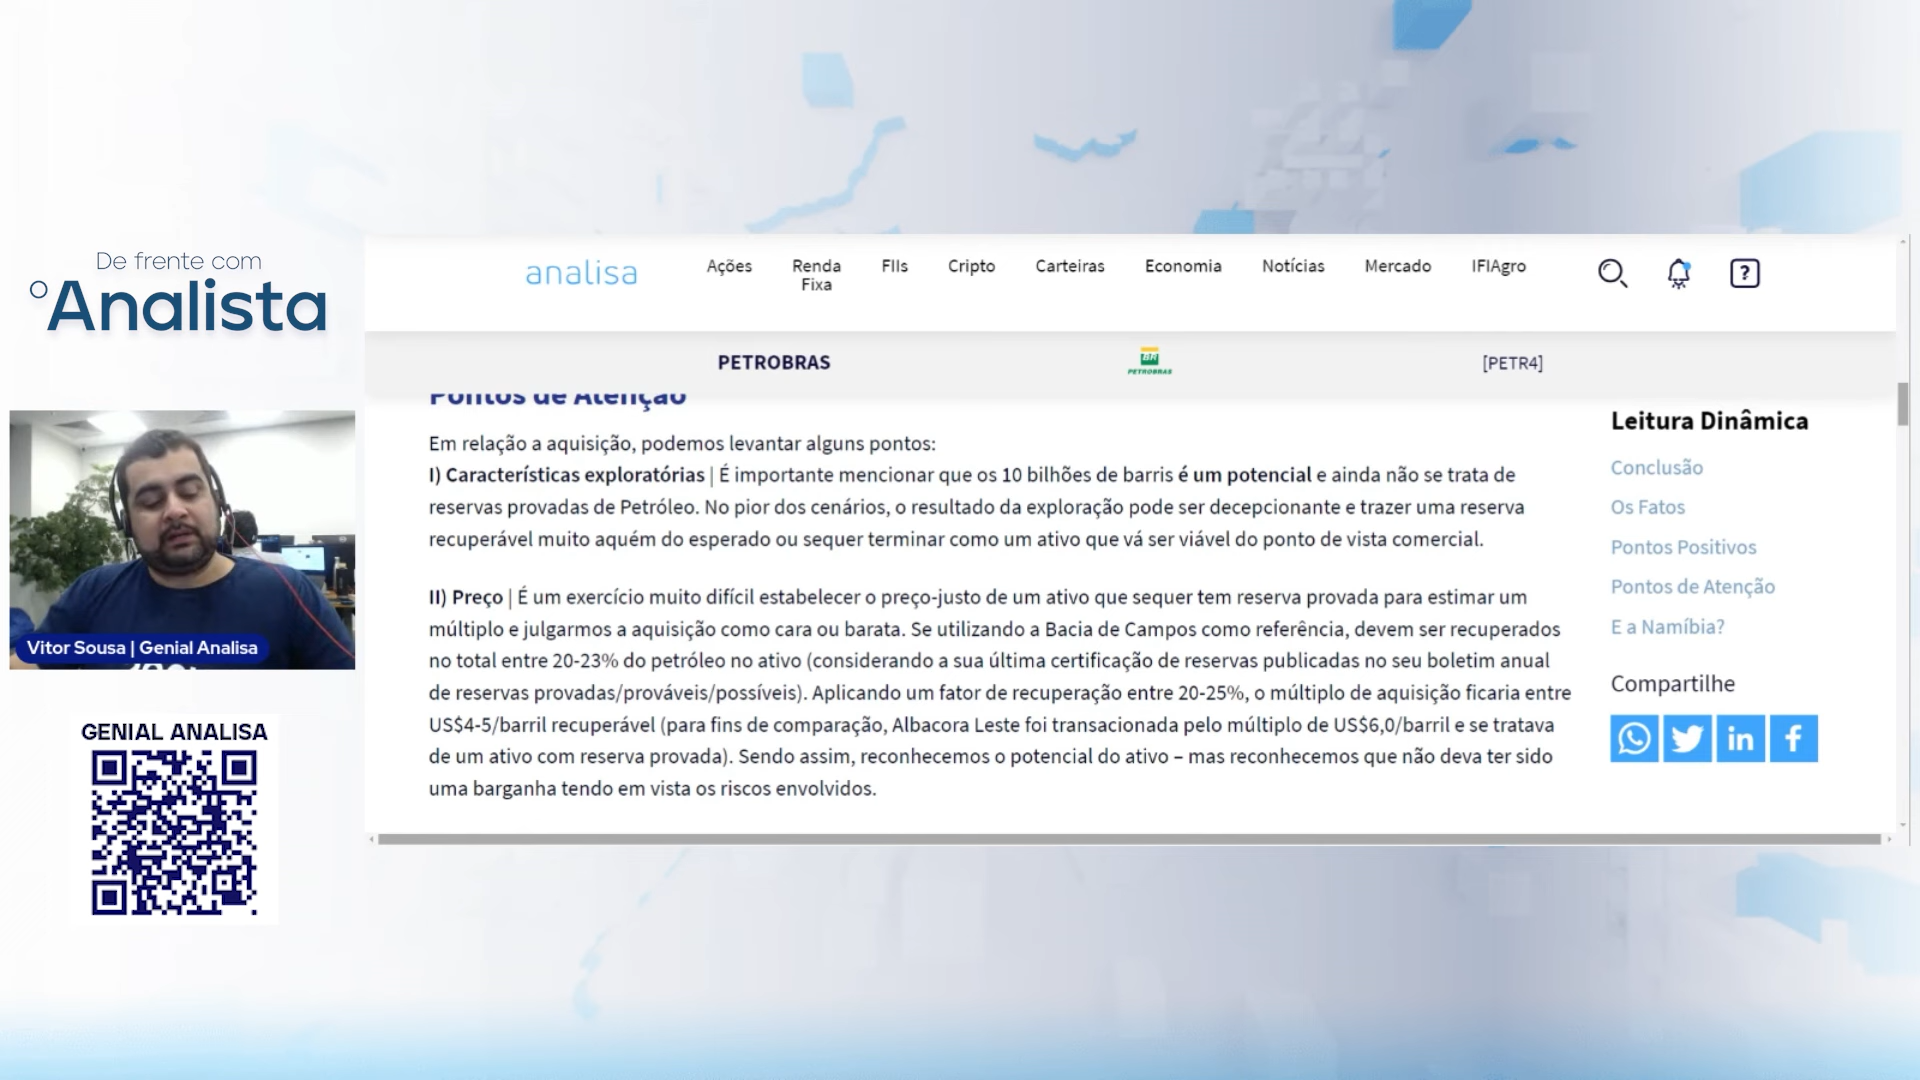 De frente com
°Analista
Vitor Sousa | Genial Analisa
GENIAL ANALISA
analisa
Ações
Renda Fixa
FIIs
Cripto
Carteiras
Economia
Notícias
Mercado
IFIAgro
PETROBRAS
BR
PETROBRAS
[PETR4]
Pontos de Atenção
Em relação a aquisição, podemos levantar alguns pontos:
I) Características exploratórias | É importante mencionar que os 10 bilhões de barris é um potencial e ainda não se trata de
reservas provadas de Petróleo. No pior dos cenários, o resultado da exploração pode ser decepcionante e trazer uma reserva
recuperável muito aquém do esperado ou sequer terminar como um ativo que vá ser viável do ponto de vista comercial.
II) Preço | É um exercício muito difícil estabelecer o preço-justo de um ativo que sequer tem reserva provada para estimar um
múltiplo e julgarmos a aquisição como cara ou barata. Se utilizando a Bacia de Campos como referência, devem ser recuperados
no total entre 20-23% do petróleo no ativo (considerando a sua última certificação de reservas publicadas no seu boletim anual
de reservas provadas/prováveis/possíveis). Aplicando um fator de recuperação entre 20-25%, o múltiplo de aquisição ficaria entre
US$4-5/barril recuperável (para fins de comparação, Albacora Leste foi transacionada pelo múltiplo de US$6,0/barril e se tratava
de um ativo com reserva provada). Sendo assim, reconhecemos o potencial do ativo – mas reconhecemos que não deva ter sido
uma barganha tendo em vista os riscos envolvidos.
Leitura Dinâmica
Conclusão
Os Fatos
Pontos Positivos
Pontos de Atenção
E a Namíbia?
Compartilhe